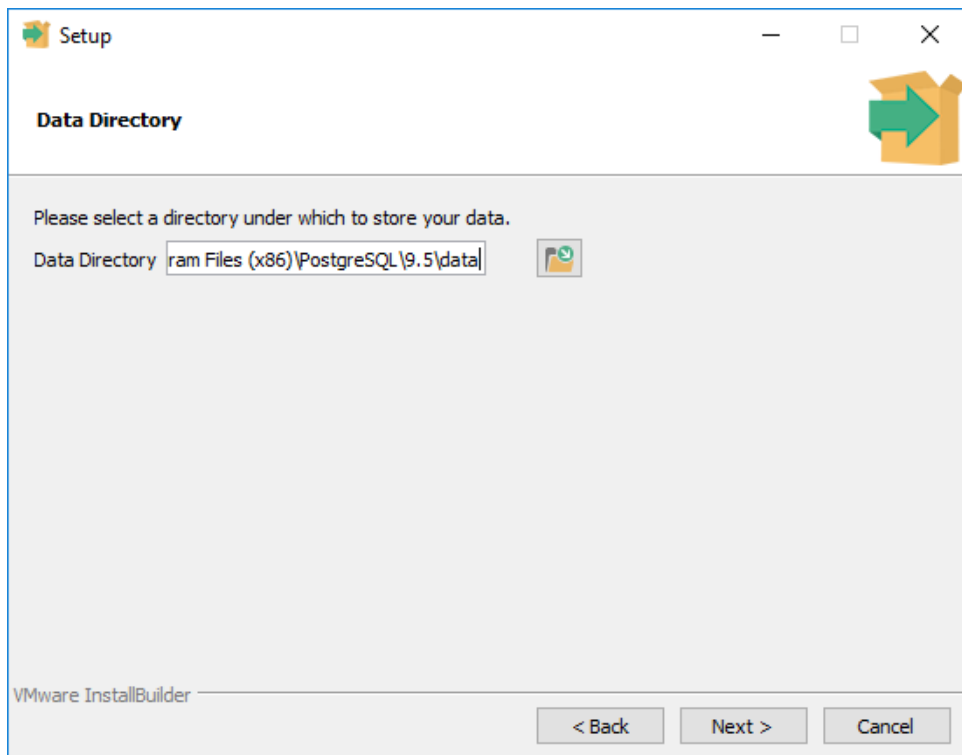 Setup
Data Directory
Please select a directory under which to store your data.
Data Directory ram Files (x86)\PostgreSQL\9.5\data
VMware InstallBuilder
< Back Next > Cancel